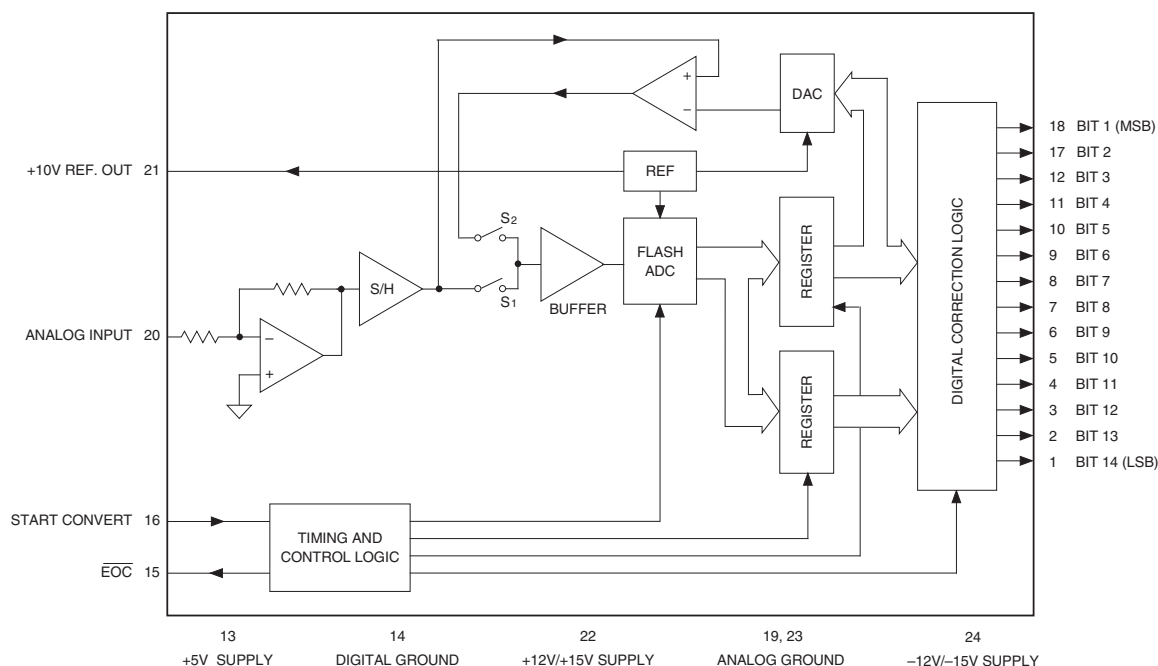 DAC
+
−
18 BIT 1 (MSB)
17 BIT 2
12 BIT 3
11 BIT 4
10 BIT 5
9 BIT 6
8 BIT 7
7 BIT 8
6 BIT 9
5 BIT 10
4 BIT 11
3 BIT 12
2 BIT 13
1 BIT 14 (LSB)
+10V REF. OUT 21
REF
S2
S1
BUFFER
FLASH
ADC
REGISTER
REGISTER
DIGITAL CORRECTION LOGIC
S/H
ANALOG INPUT 20
−
+
START CONVERT 16
TIMING AND
CONTROL LOGIC
EOC 15
13
+5V SUPPLY
14
DIGITAL GROUND
22
+12V/+15V SUPPLY
19, 23
ANALOG GROUND
24
–12V/–15V SUPPLY